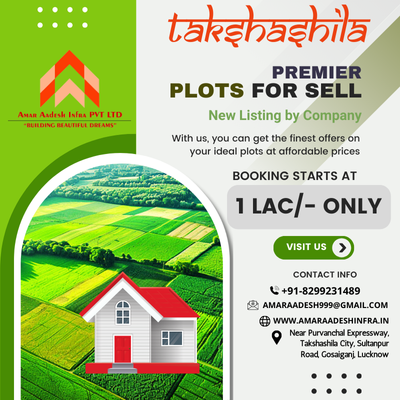 takshashila
Amar Aadesh Infra PVT LTD
"BUILDING BEAUTIFUL DREAMS"
PREMIER
PLOTS FOR SELL
New Listing by Company
With us, you can get the finest offers on
your ideal plots at affordable prices
BOOKING STARTS AT
1 LAC/- ONLY
VISIT US
CONTACT INFO
+91-8299231489
AMARAADESH999@GMAIL.COM
WWW.AMARAADESHINFRA.IN
Near Purvanchal Expressway,
Takshashila City, Sultanpur
Road, Gosaiganj, Lucknow